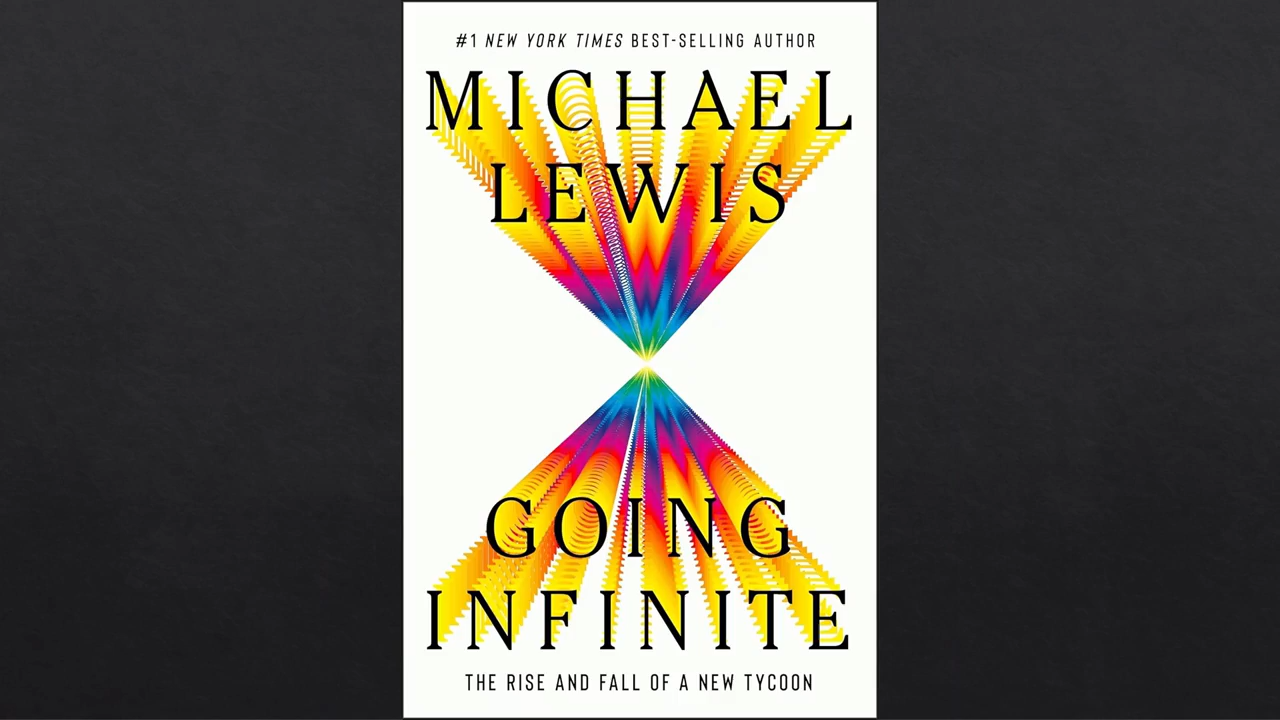 #1 NEW YORK TIMES BEST-SELLING AUTHOR
MICHAEL
LEWIS
GOING
INFINITE
THE RISE AND FALL OF A NEW TYCOON